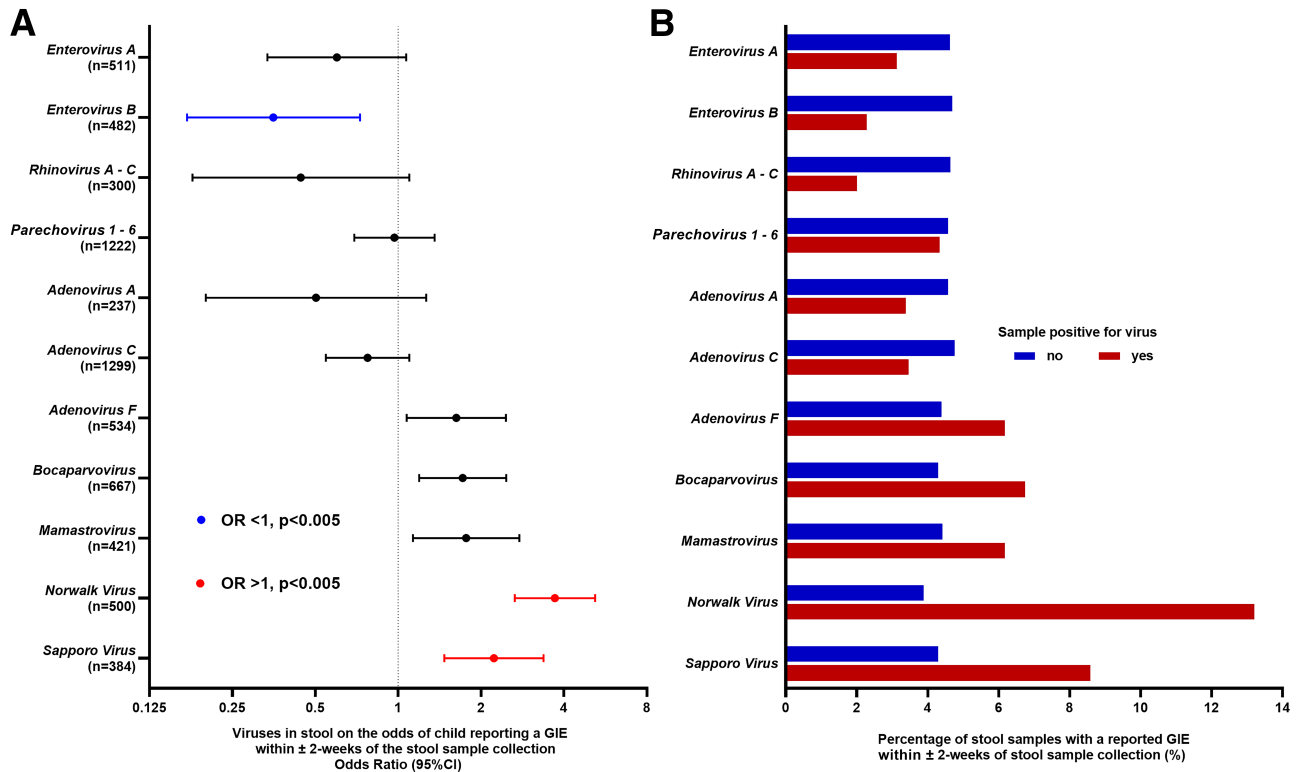 A
Enterovirus A
(n=511)
Enterovirus B
(n=482)
Rhinovirus A - C
(n=300)
Parechovirus 1 - 6
(n=1222)
Adenovirus A
(n=237)
Adenovirus C
(n=1299)
Adenovirus F
(n=534)
Bocaparvovirus
(n=667)
Mamastrovirus
(n=421)
Norwalk Virus
(n=500)
Sapporo Virus
(n=384)
OR <1, p<0.005
OR >1, p<0.005
0.125 0.25 0.5 1 2 4 8
Viruses in stool on the odds of child reporting a GIE
within ± 2-weeks of the stool sample collection
Odds Ratio (95%CI)
B
Enterovirus A
Enterovirus B
Rhinovirus A - C
Parechovirus 1 - 6
Adenovirus A
Adenovirus C
Adenovirus F
Bocaparvovirus
Mamastrovirus
Norwalk Virus
Sapporo Virus
Sample positive for virus
no yes
0 2 4 6 8 10 12 14
Percentage of stool samples with a reported GIE
within ± 2-weeks of stool sample collection (%)